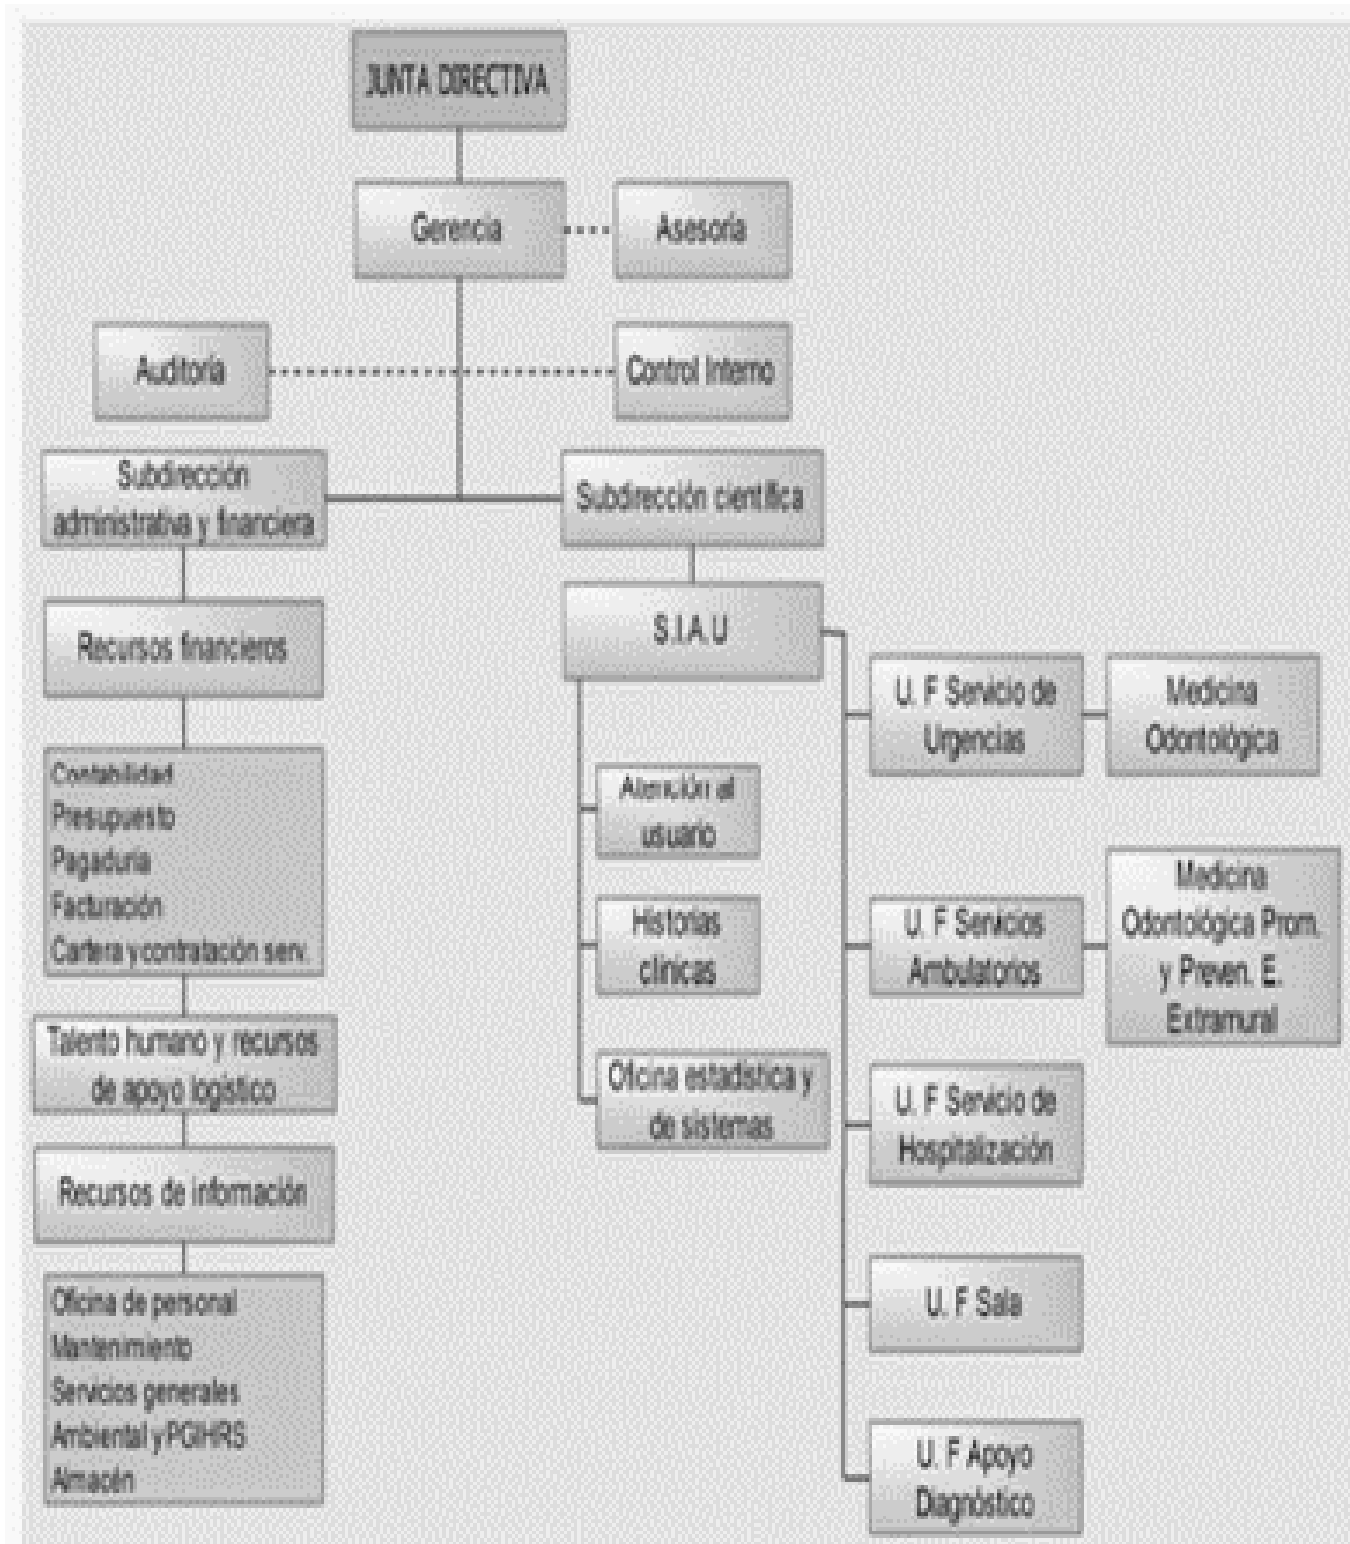 JUNTA DIRECTIVA
Gerencia
Asesoría
Auditoría
Control Interno
Subdirección
administrativa y financiera
Subdirección científica
Recursos financieros
S.I.A.U
Contabilidad
Presupuesto
Pagaduría
Facturación
Cartera y contratación serv.
Talento humano y recursos
de apoyo logístico
Recursos de información
Oficina de personal
Mantenimiento
Servicios generales
Ambiental y PGIHRS
Almacén
Atención al
usuario
Historias
clínicas
Oficina estadística y
de sistemas
U. F Servicio de
Urgencias
Medicina
Odontológica
U. F Servicios
Ambulatorios
Medicina
Odontológica Prom.
y Preven. E.
Extramural
U. F Servicio de
Hospitalización
U. F Sala
U. F Apoyo
Diagnóstico